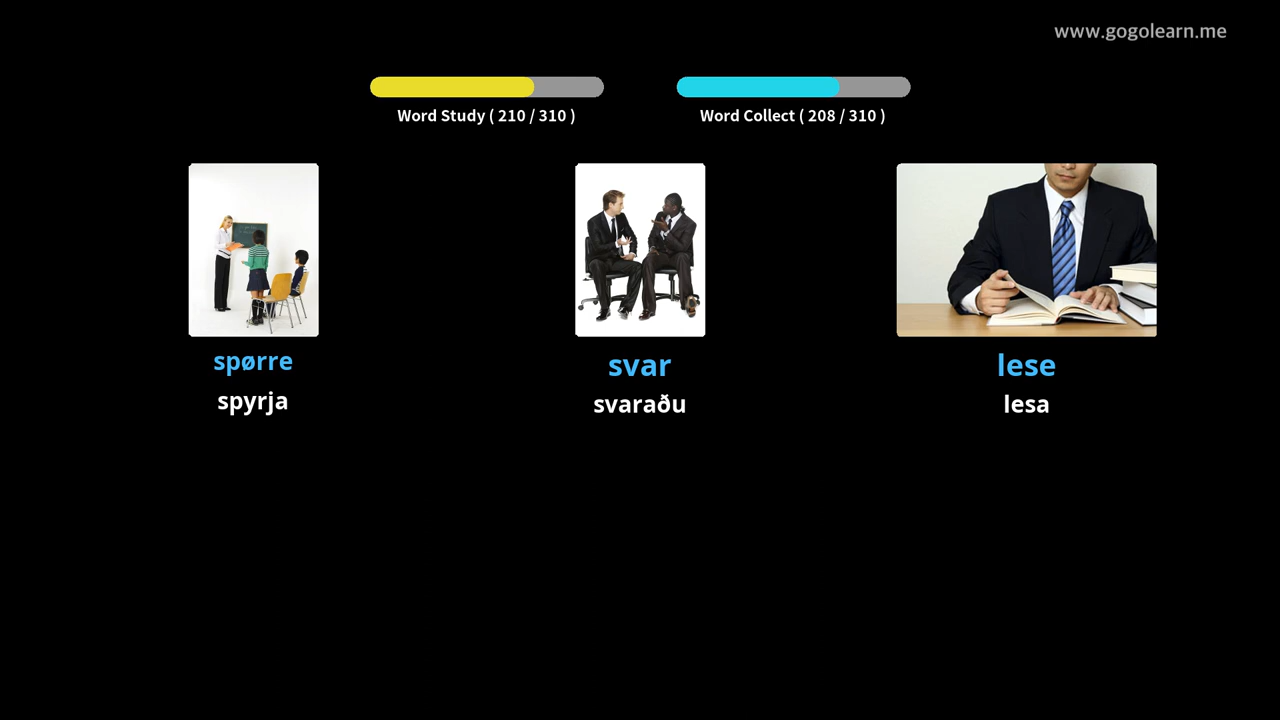 www.gogolearn.me
Word Study ( 210 / 310 )
Word Collect ( 208 / 310 )
spørre
spyrja
svar
svaraðu
lese
lesa